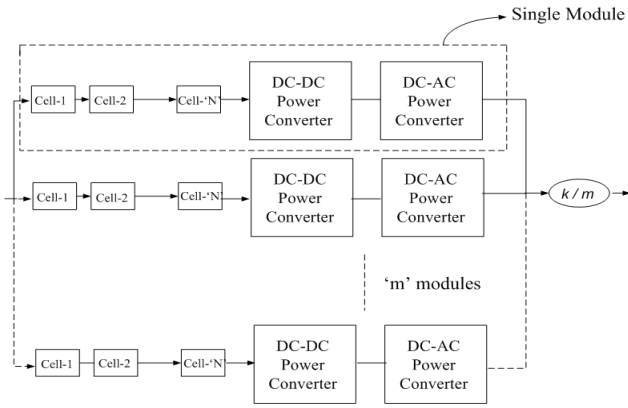 Single Module
Cell-1
Cell-2
Cell-‘N’
DC-DC
Power
Converter
DC-AC
Power
Converter
Cell-1
Cell-2
Cell-‘N’
DC-DC
Power
Converter
DC-AC
Power
Converter
k / m
‘m’ modules
Cell-1
Cell-2
Cell-‘N’
DC-DC
Power
Converter
DC-AC
Power
Converter